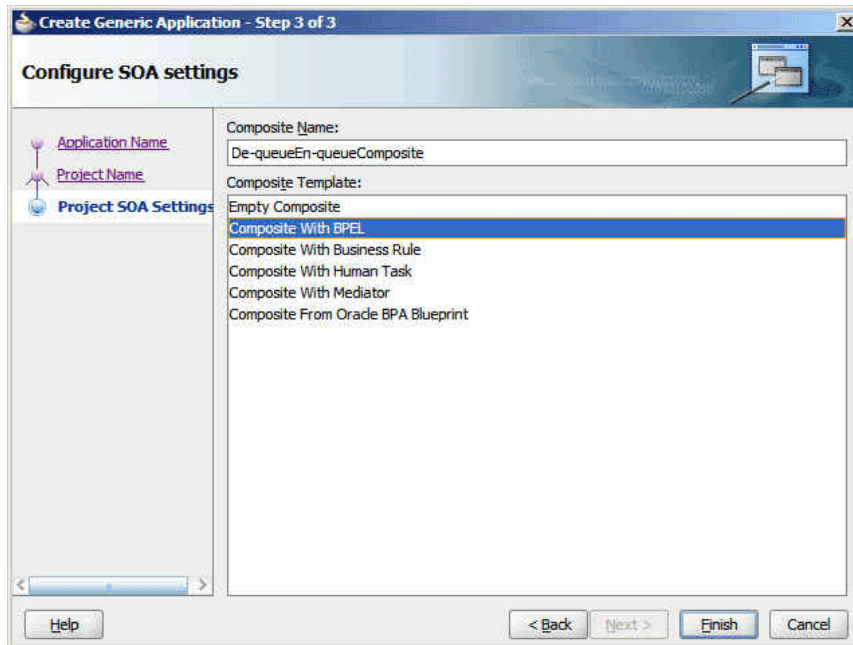 Create Generic Application - Step 3 of 3
Configure SOA settings
Application Name
Project Name
Project SOA Settings
Composite Name:
De-queueEn-queueComposite
Composite Template:
Empty Composite
Composite With BPEL
Composite With Business Rule
Composite With Human Task
Composite With Mediator
Composite From Oracle BPA Blueprint
Help
< Back
Next >
Finish
Cancel